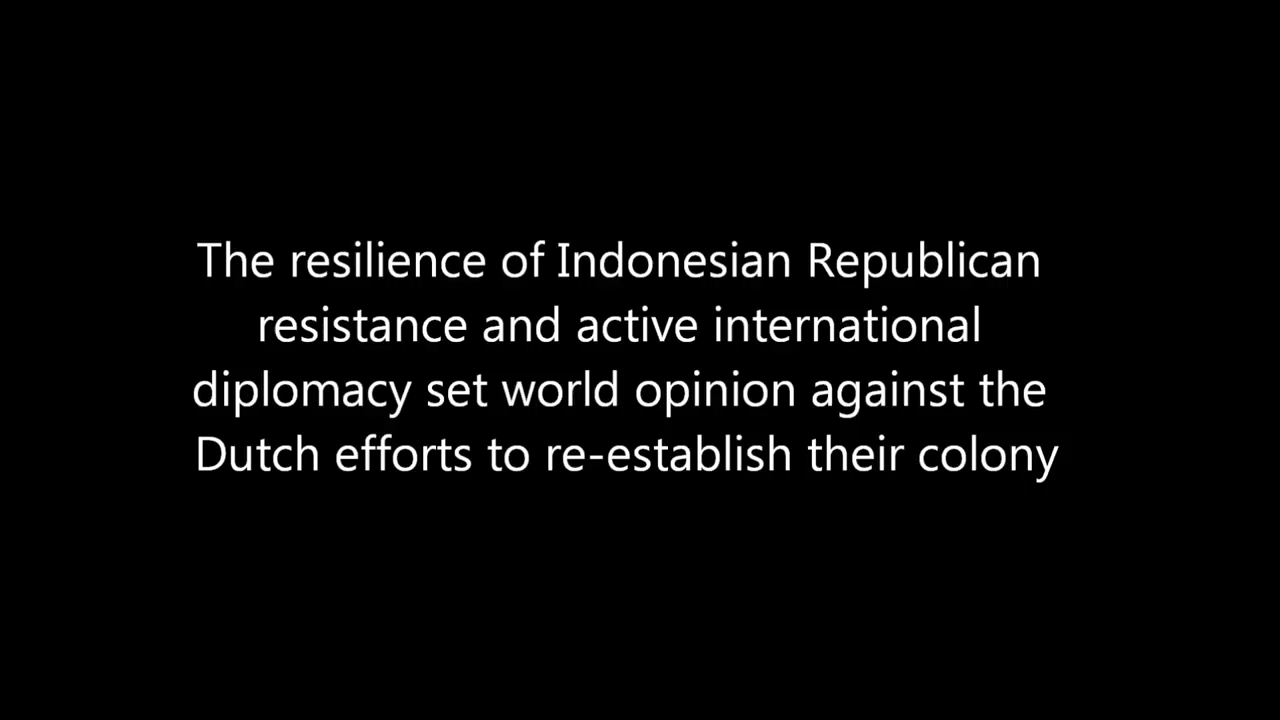 The resilience of Indonesian Republican
resistance and active international
diplomacy set world opinion against the
Dutch efforts to re-establish their colony